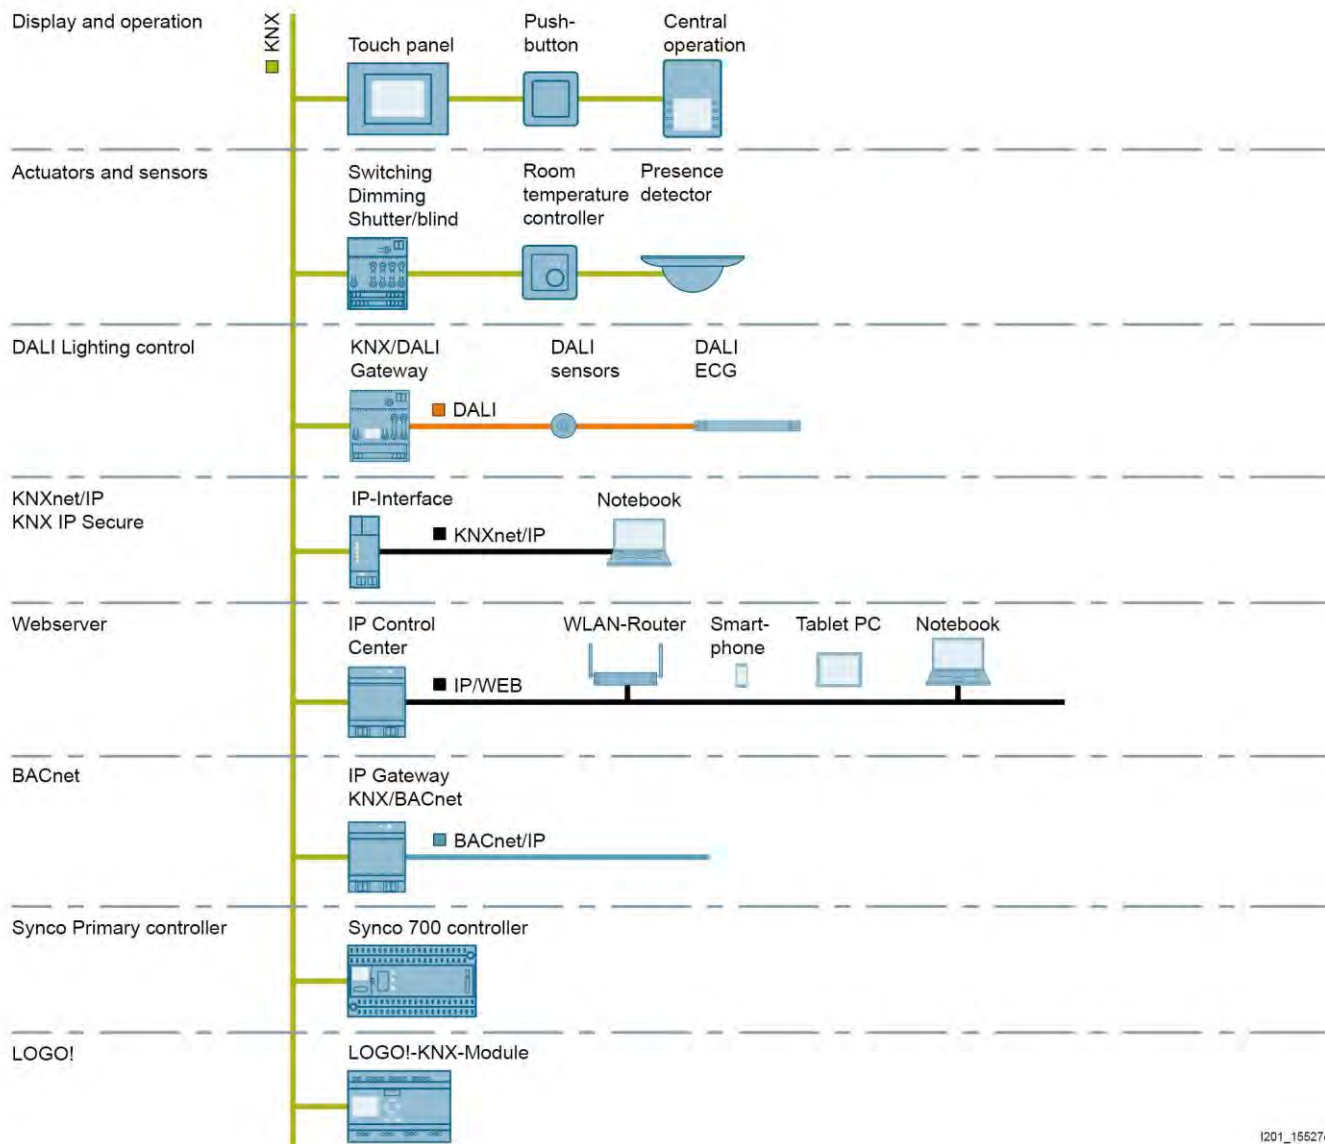 Display and operation
KNX
Touch panel
Push-
button
Central
operation
Actuators and sensors
Switching
Dimming
Shutter/blind
Room
temperature
controller
Presence
detector
DALI Lighting control
KNX/DALI
Gateway
DALI
sensors
DALI
ECG
DALI
KNXnet/IP
KNX IP Secure
IP-Interface
Notebook
KNXnet/IP
Webserver
IP Control
Center
WLAN-Router
Smart-
phone
Tablet PC
Notebook
IP/WEB
BACnet
IP Gateway
KNX/BACnet
BACnet/IP
Synco Primary controller
Synco 700 controller
LOGO!
LOGO!-KNX-Module